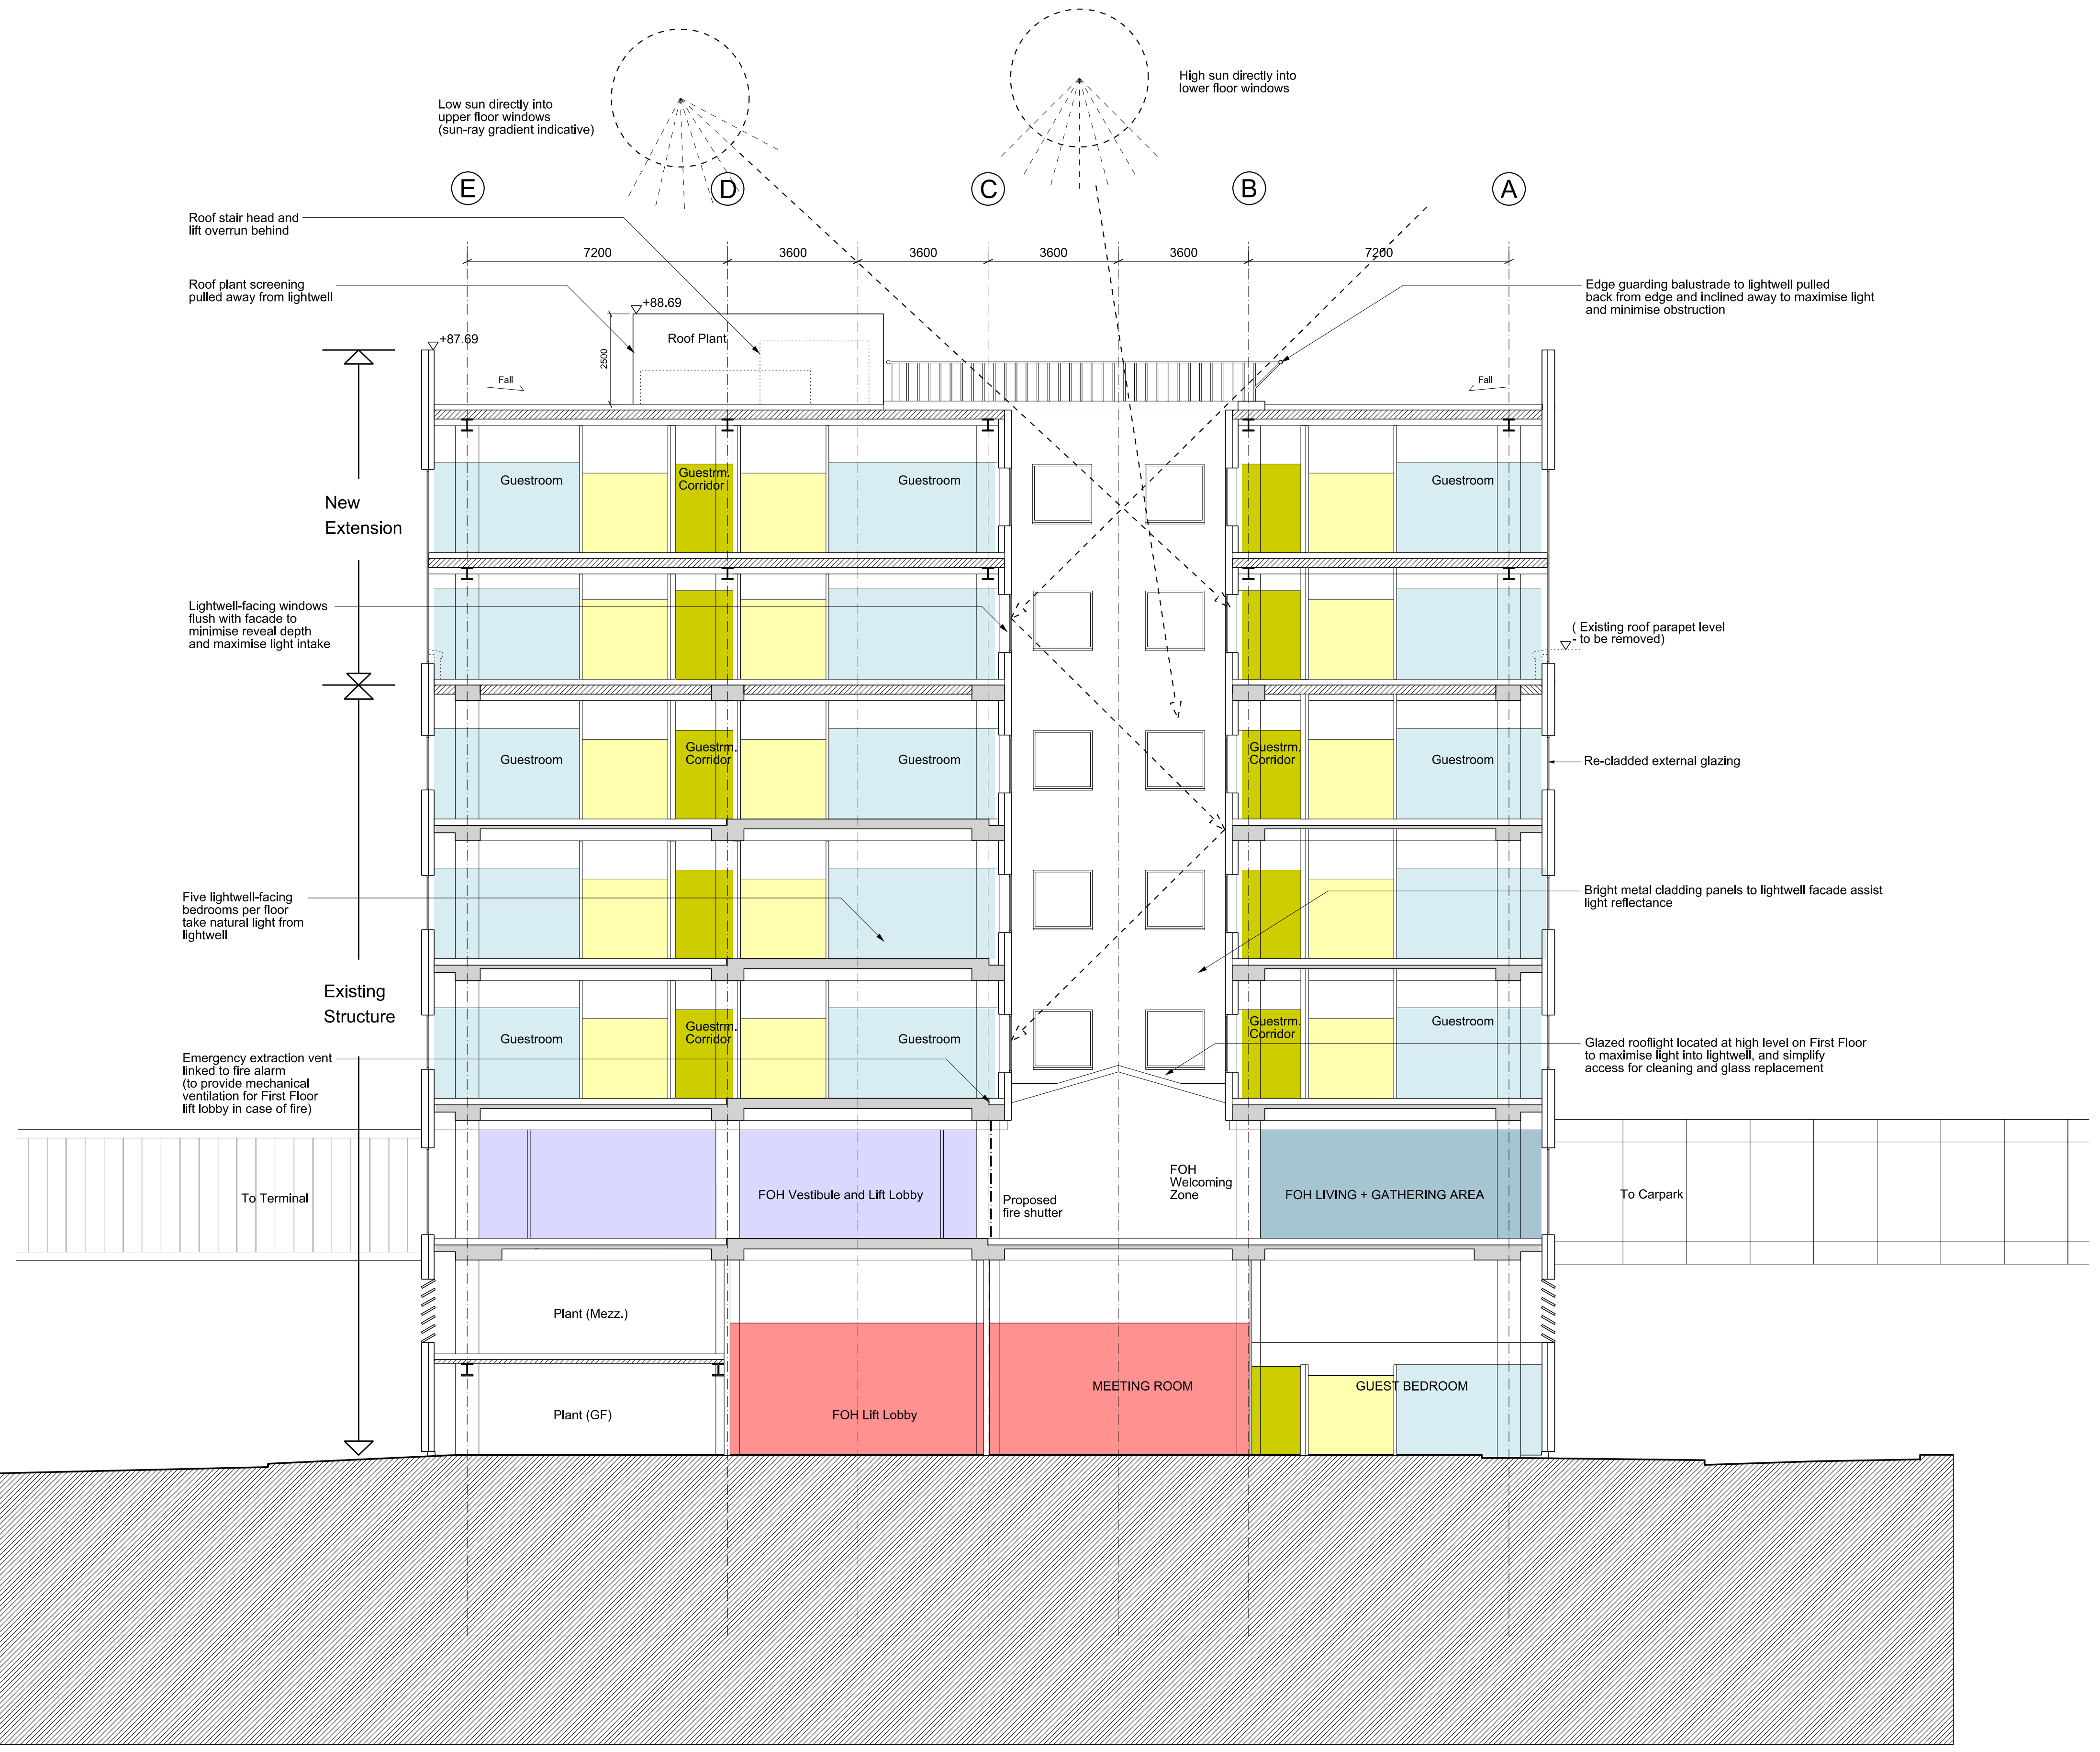 High sun directly into
lower floor windows
Low sun directly into
upper floor windows
(sun-ray gradient indicative)
E
D
C
B
A
Roof stair head and
lift overrun behind
7200
3600
3600
3600
3600
7200
Roof plant screening
pulled away from lightwell
Edge guarding balustrade to lightwell pulled
back from edge and inclined away to maximise light
and minimise obstruction
+88.69
+87.69
Roof Plant
2500
Fall
Fall
New
Extension
Guestroom
Guestrm.
Corridor
Guestroom
Guestroom
Lightwell-facing windows
flush with facade to
minimise reveal depth
and maximise light intake
( Existing roof parapet level
- to be removed)
Guestroom
Guestrm.
Corridor
Guestroom
Guestrm.
Corridor
Guestroom
Re-cladded external glazing
Five lightwell-facing
bedrooms per floor
take natural light from
lightwell
Bright metal cladding panels to lightwell facade assist
light reflectance
Existing
Structure
Guestroom
Guestrm.
Corridor
Guestroom
Guestrm.
Corridor
Guestroom
Emergency extraction vent
linked to fire alarm
(to provide mechanical
ventilation for First Floor
lift lobby in case of fire)
Glazed rooflight located at high level on First Floor
to maximise light into lightwell, and simplify
access for cleaning and glass replacement
To Terminal
FOH Vestibule and Lift Lobby
Proposed
fire shutter
FOH
Welcoming
Zone
FOH LIVING + GATHERING AREA
To Carpark
Plant (Mezz.)
Plant (GF)
FOH Lift Lobby
MEETING ROOM
GUEST BEDROOM